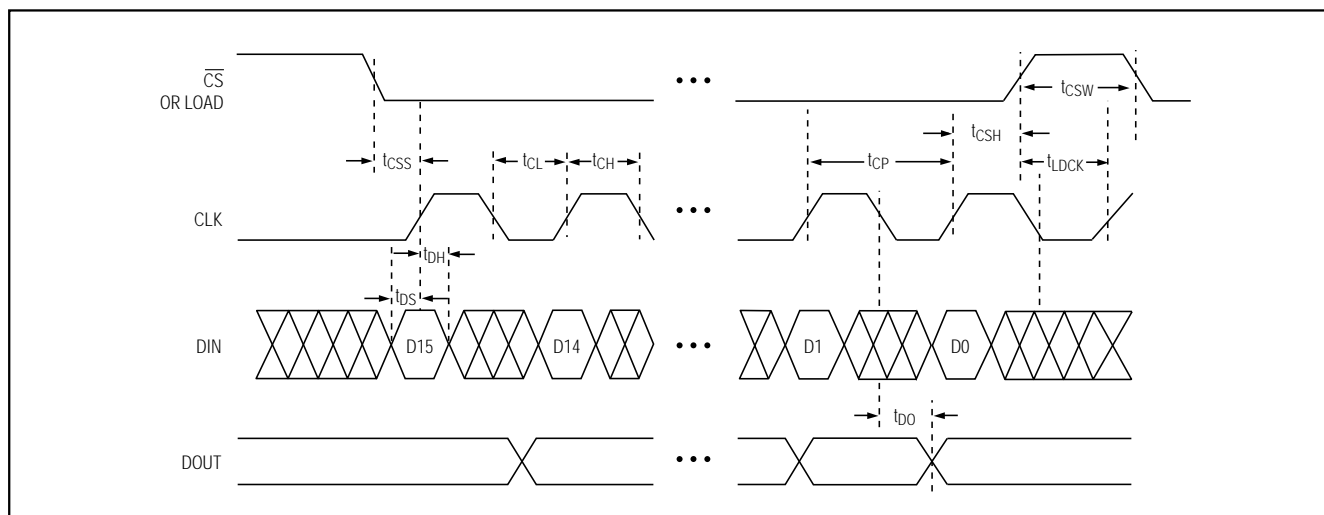 CS
OR LOAD
•••
tCSW
tCSH
tCSS
tCL
tCH
tCP
tLDCK
CLK
•••
tDH
tDS
DIN
D15
D14
•••
D1
D0
tDO
DOUT
•••